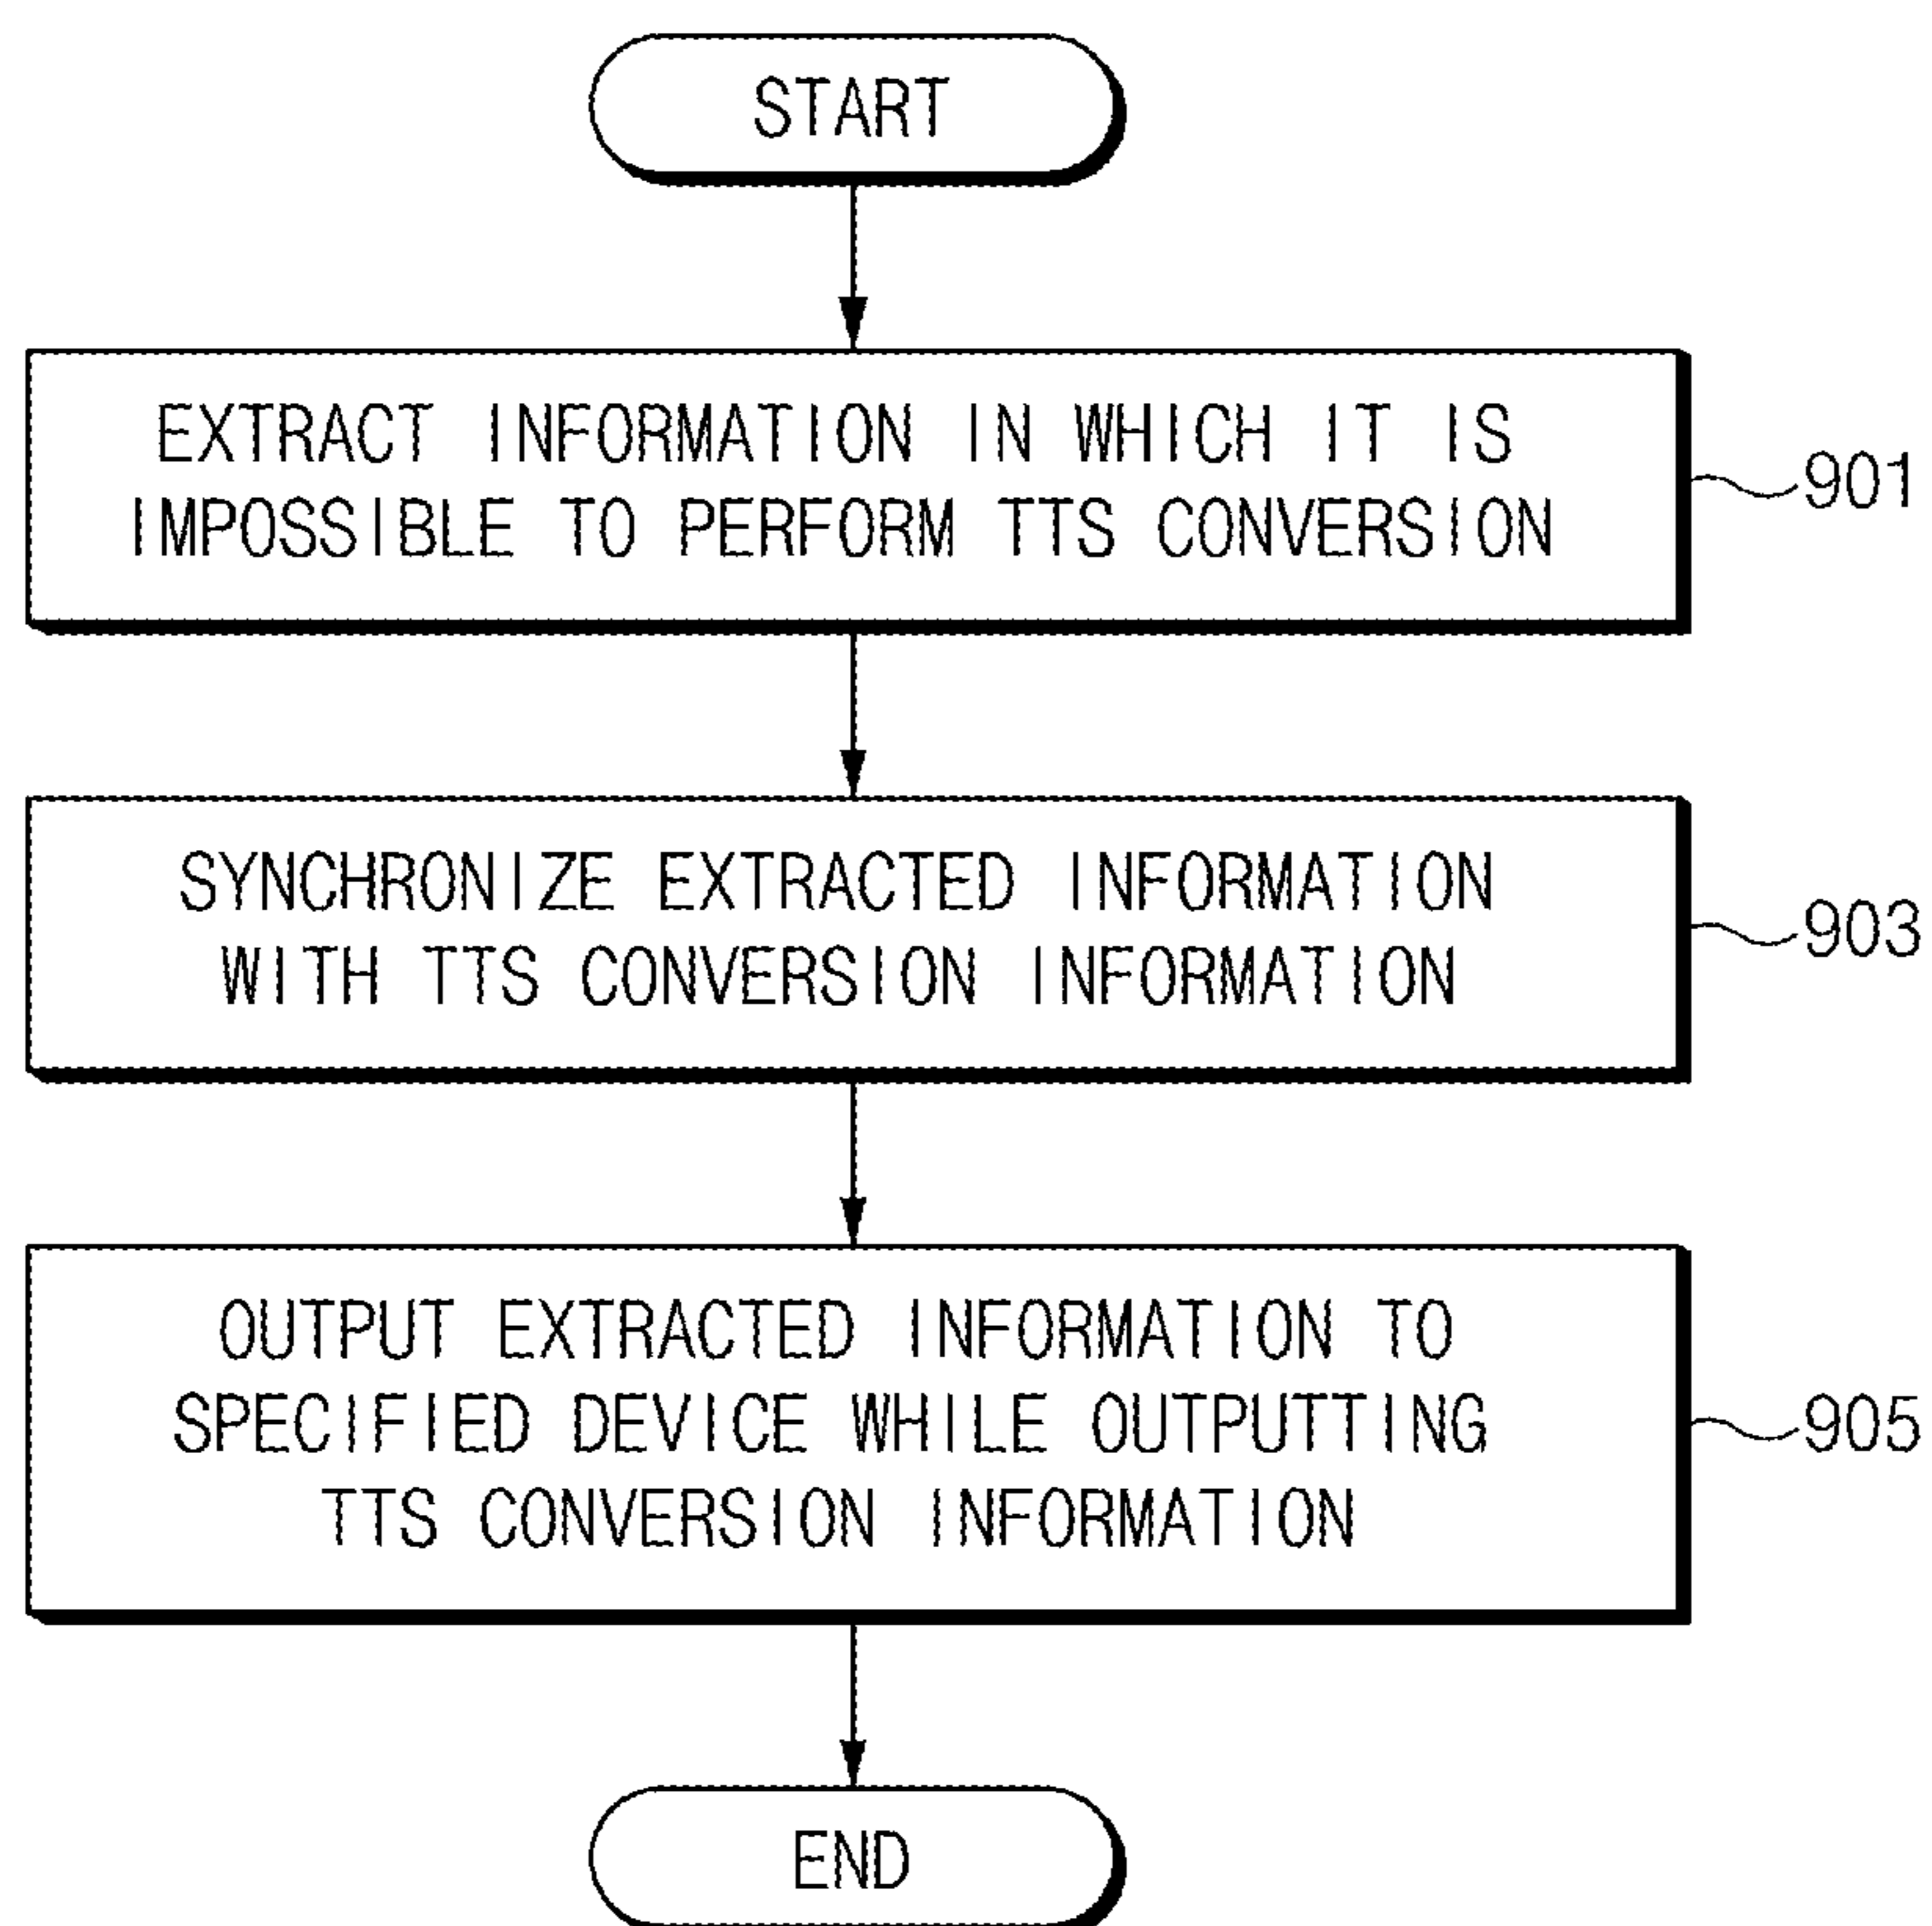 START
EXTRACT INFORMATION IN WHICH IT IS
IMPOSSIBLE TO PERFORM TTS CONVERSION
901
SYNCHRONIZE EXTRACTED INFORMATION
WITH TTS CONVERSION INFORMATION
903
OUTPUT EXTRACTED INFORMATION TO
SPECIFIED DEVICE WHILE OUTPUTTING
TTS CONVERSION INFORMATION
905
END